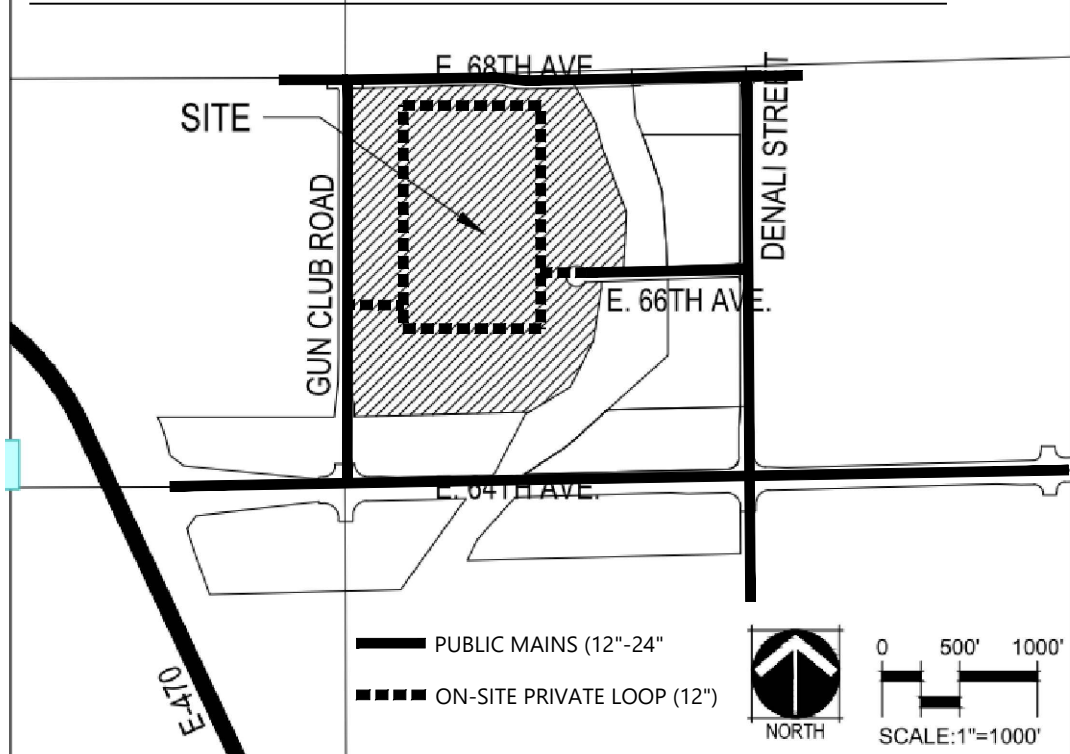 E. 68TH AVE
SITE
DENALI STREET
GUN CLUB ROAD
E. 66TH AVE.
E. 64TH AVE.
E-470
PUBLIC MAINS (12"-24"
ON-SITE PRIVATE LOOP (12")
NORTH
0 500' 1000'
SCALE:1"=1000'